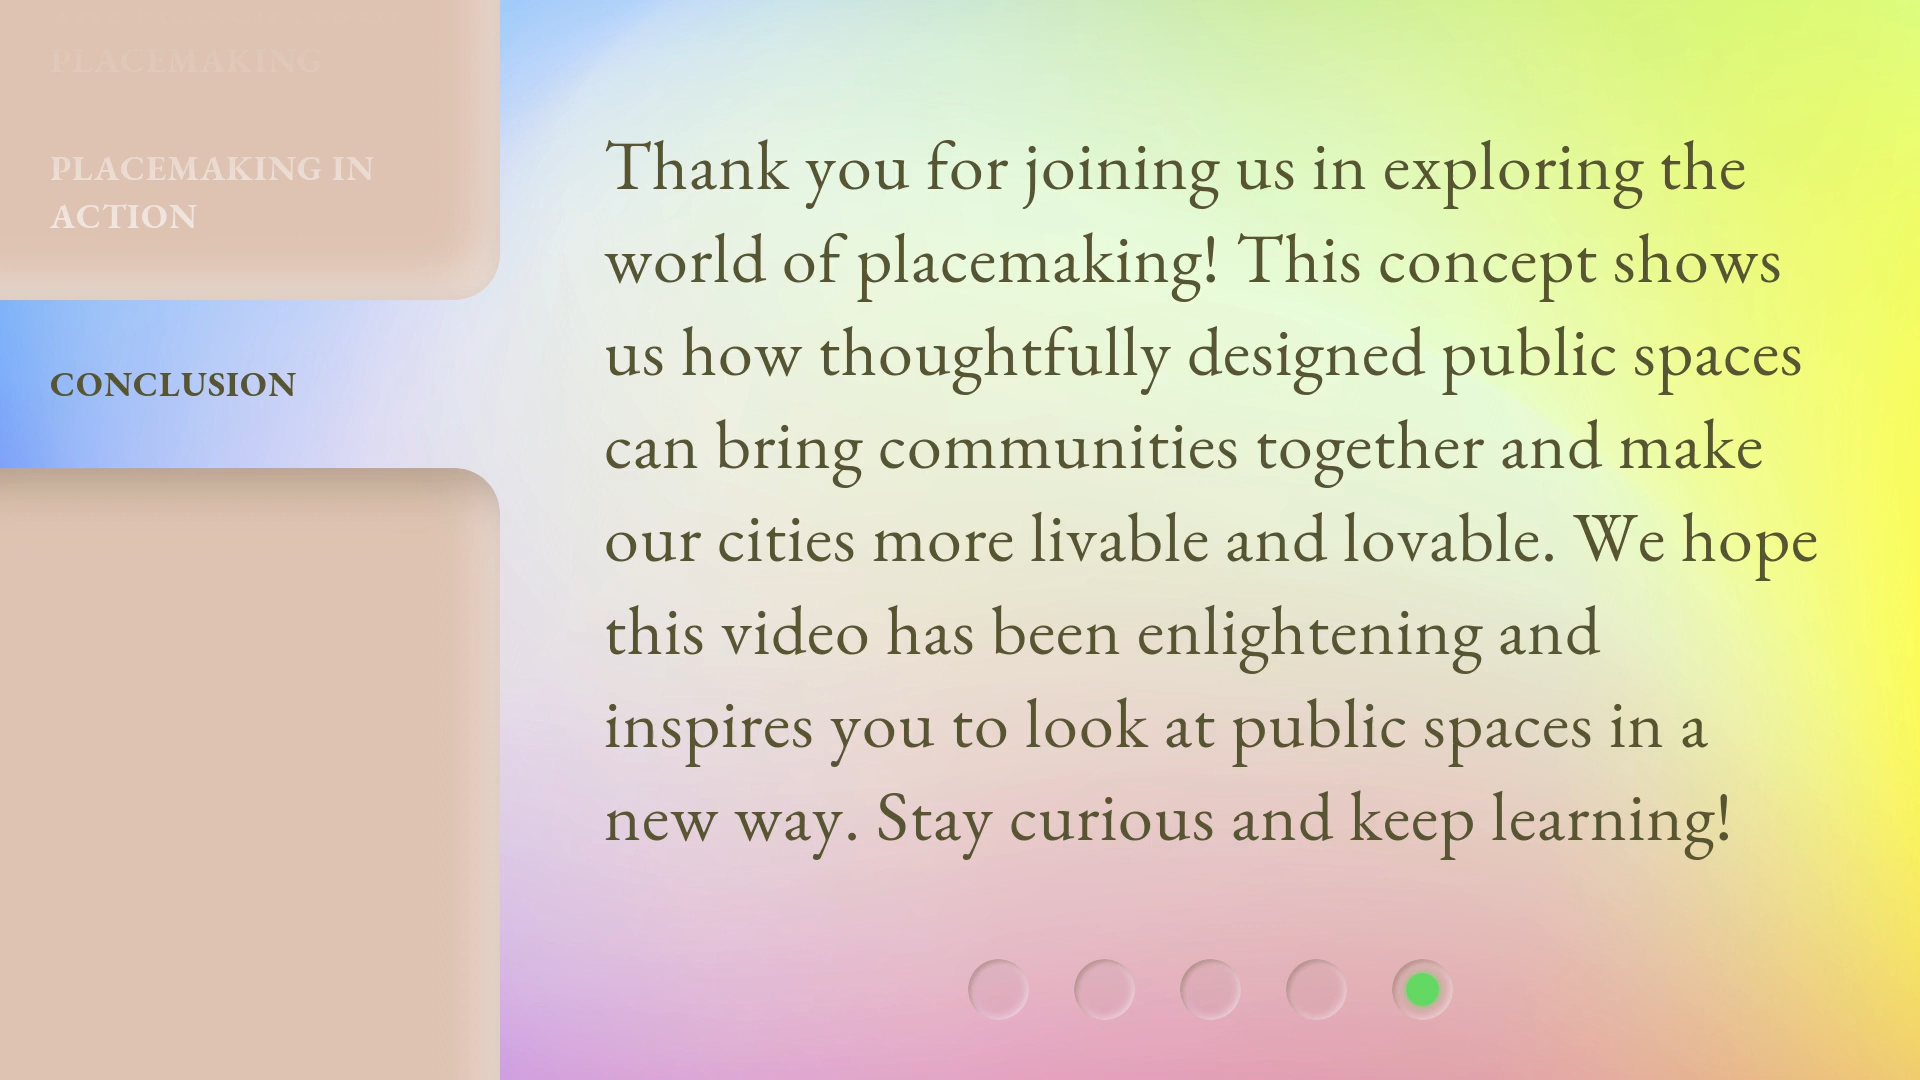 PLACEMAKING
PLACEMAKING IN
ACTION
CONCLUSION
Thank you for joining us in exploring the
world of placemaking! This concept shows
us how thoughtfully designed public spaces
can bring communities together and make
our cities more livable and lovable. We hope
this video has been enlightening and
inspires you to look at public spaces in a
new way. Stay curious and keep learning!